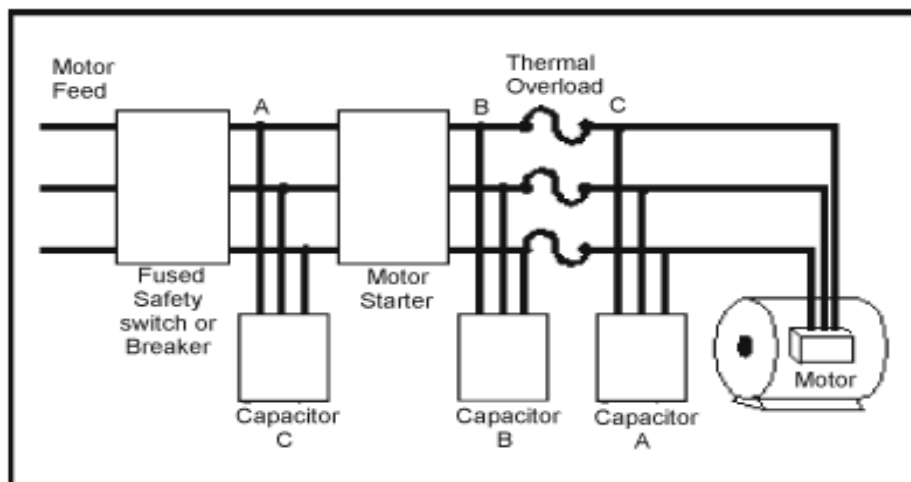 Motor
Feed
A
B
Thermal
Overload
C
Fused
Safety
switch or
Breaker
Motor
Starter
Capacitor
C
Capacitor
B
Capacitor
A
Motor